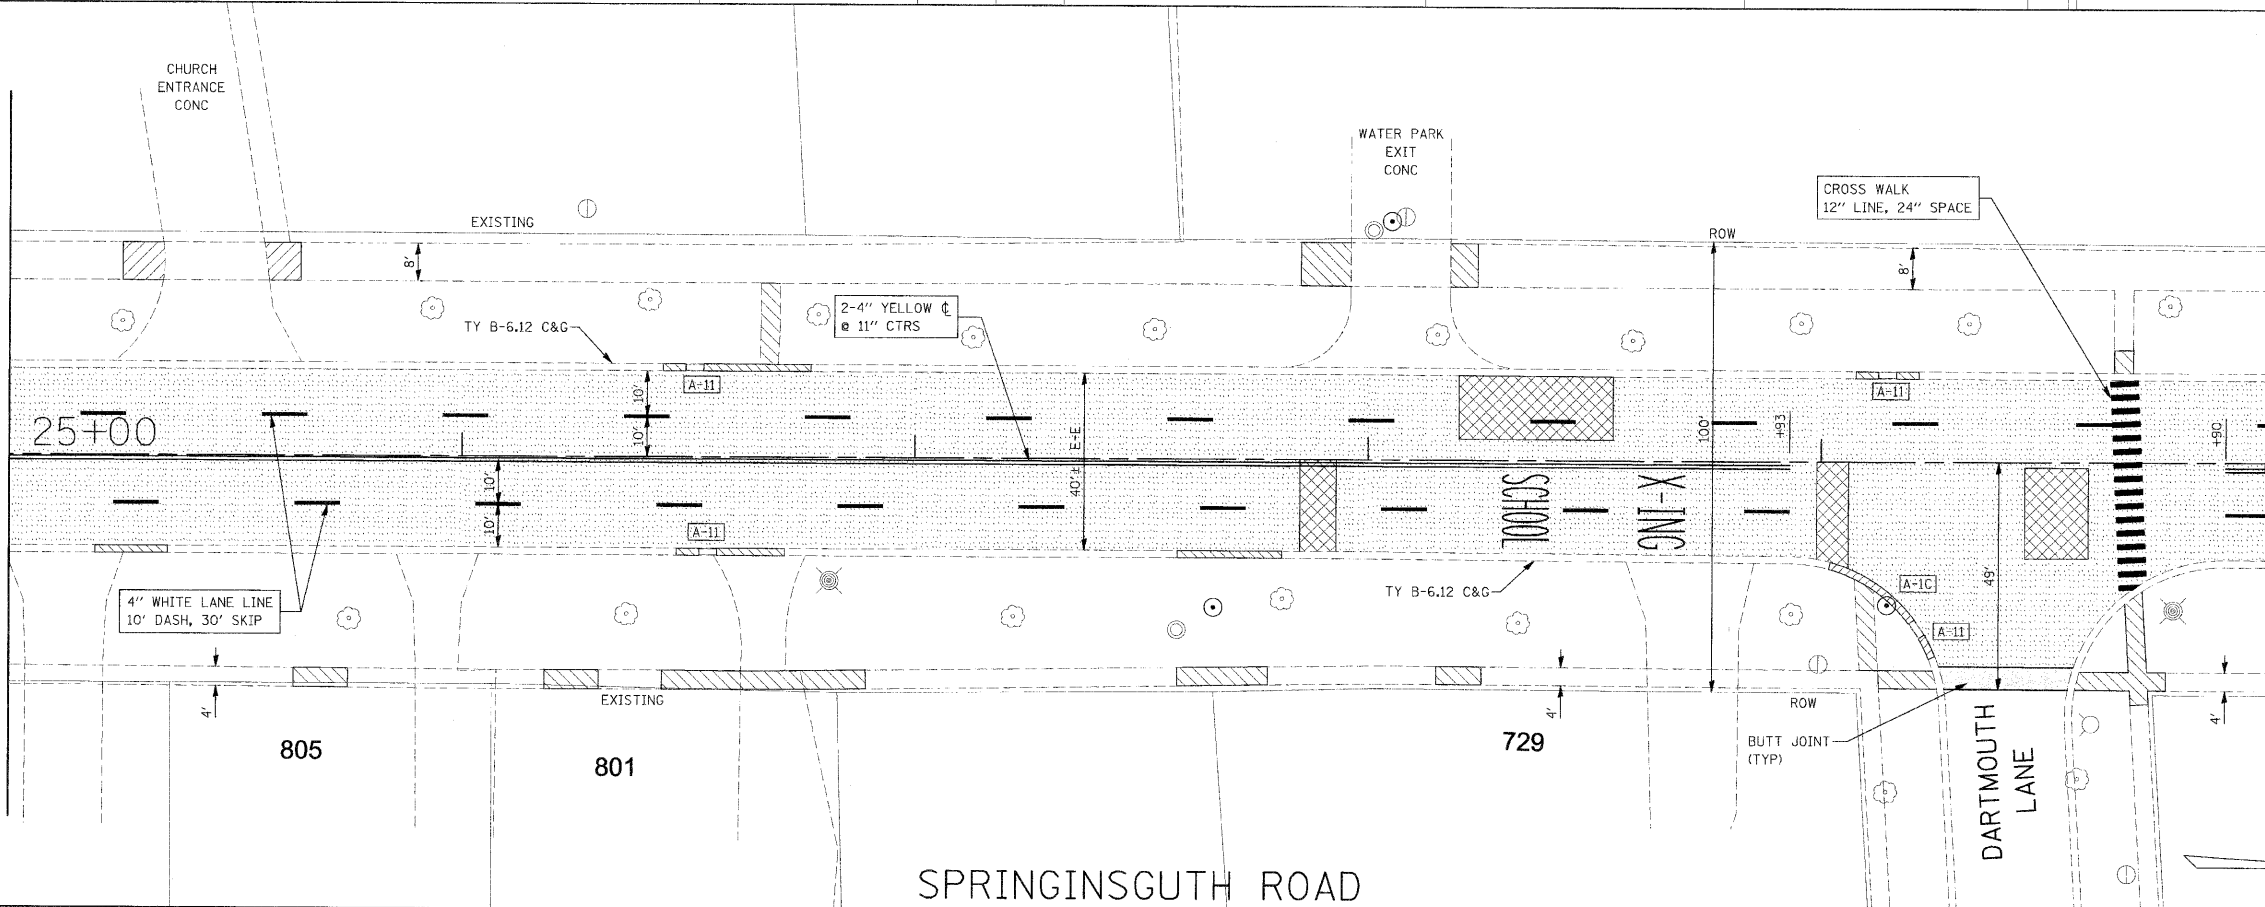 CHURCH
ENTRANCE
CONC
WATER PARK
EXIT
CONC
CROSS WALK
12" LINE, 24" SPACE
EXISTING
ROW
8'
8'
2-4" YELLOW ℄
@ 11" CTRS
TY B-6.12 C&G
A-11
A-11
10'
10'
25+00
40'± E-E
100'
+93
+90
10'
10'
SCHOOL
X-ING
A-11
49'
4" WHITE LANE LINE
10' DASH, 30' SKIP
TY B-6.12 C&G
A-1C
A-11
4'
EXISTING
4'
ROW
4'
805
801
729
BUTT JOINT
(TYP)
DARTMOUTH
LANE
SPRINGINSGUTH ROAD